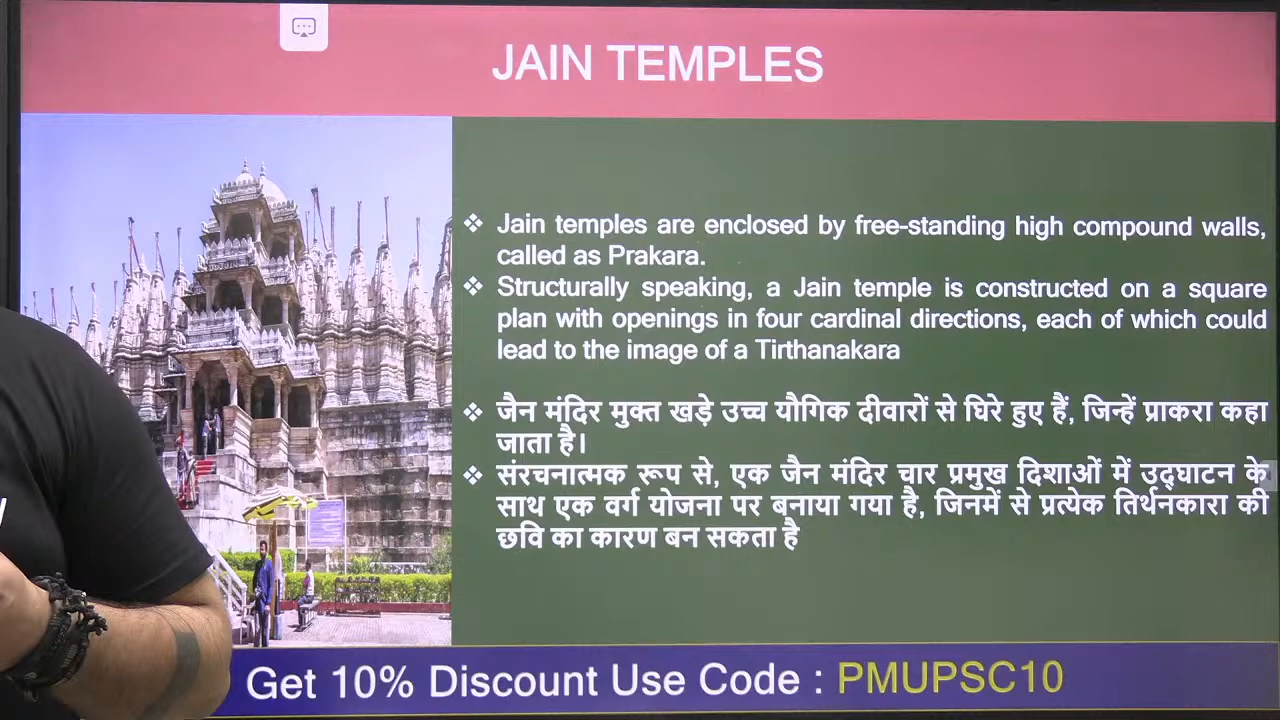 JAIN TEMPLES
❖ Jain temples are enclosed by free-standing high compound walls,
called as Prakara.
❖ Structurally speaking, a Jain temple is constructed on a square
plan with openings in four cardinal directions, each of which could
lead to the image of a Tirthanakara
❖ जैन मंदिर मुक्त खड़े उच्च यौगिक दीवारों से घिरे हुए हैं, जिन्हें प्राकरा कहा
जाता है।
❖ संरचनात्मक रूप से, एक जैन मंदिर चार प्रमुख दिशाओं में उद्घाटन के
साथ एक वर्ग योजना पर बनाया गया है, जिनमें से प्रत्येक तिर्थनकारा की
छवि का कारण बन सकता है
Get 10% Discount Use Code : PMUPSC10